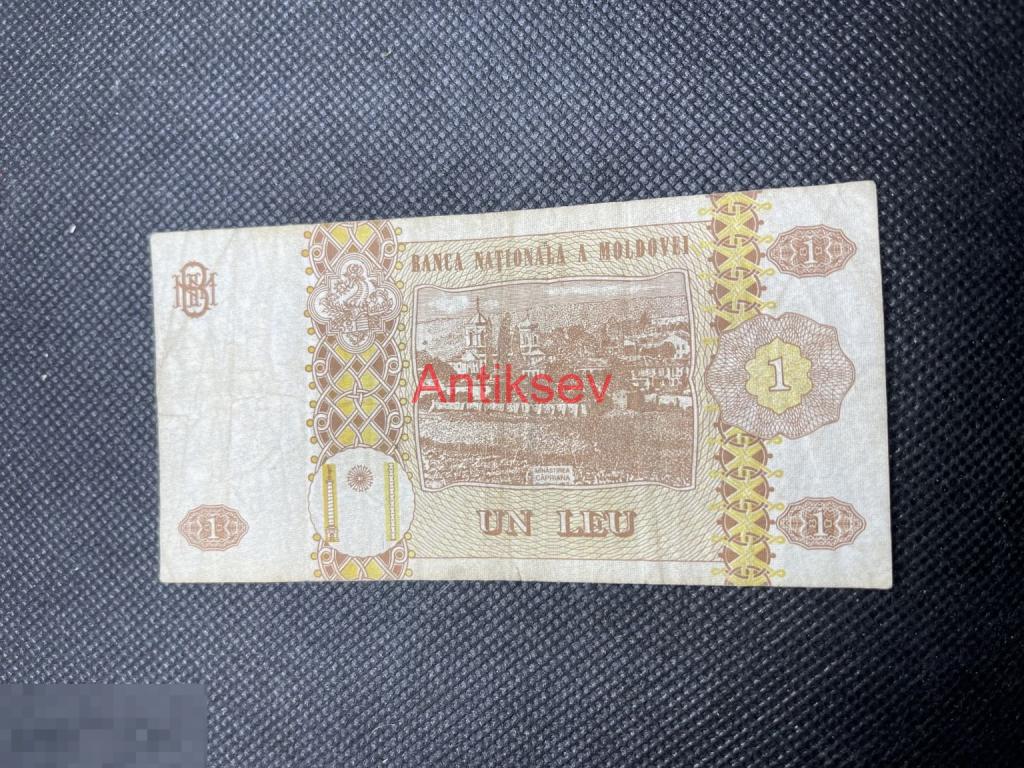 BANCA NAȚIONALĂ A MOLDOVEI
1
1
Antiksev
MĂNĂSTIREA
CĂPRIANA
UN LEU
1
1